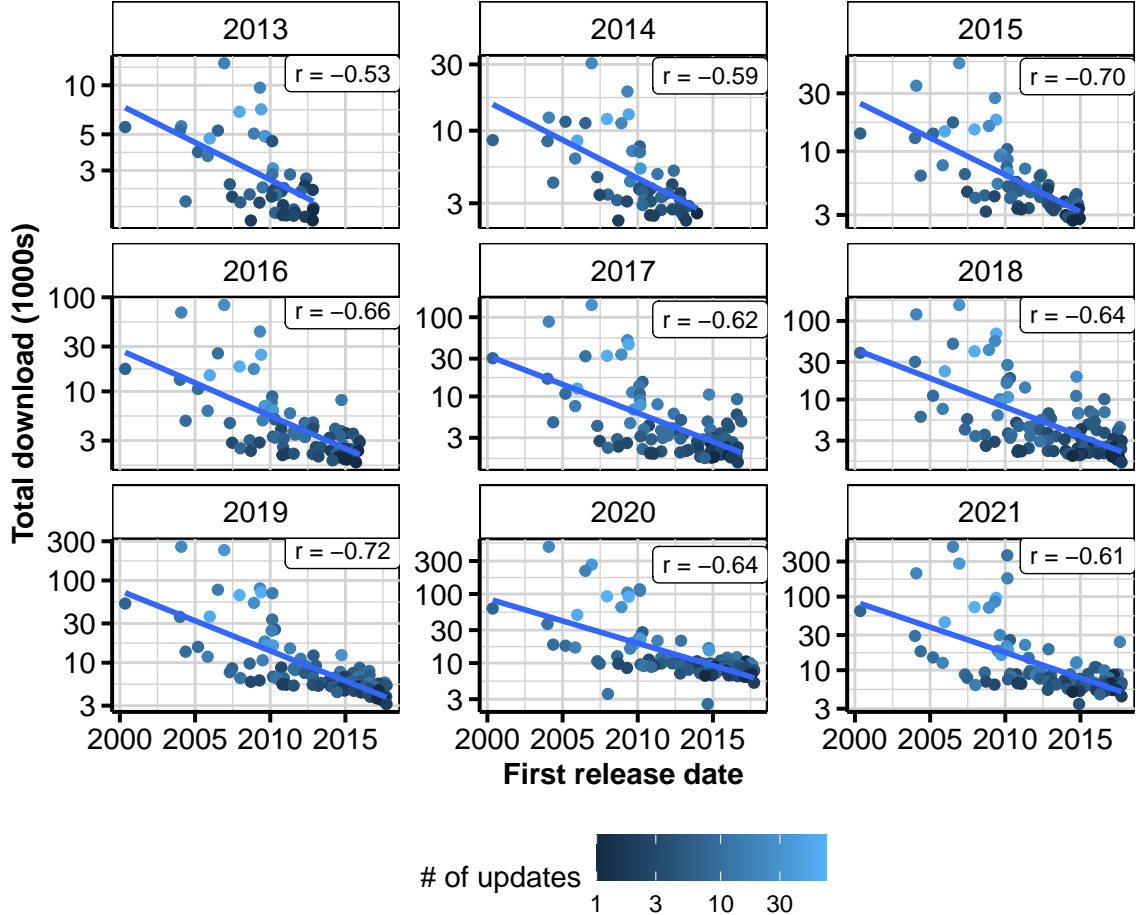 2013
2014
2015
10
5
3
r = −0.53
30
10
3
r = −0.59
30
10
3
r = −0.70
2016
2017
2018
100
30
10
3
r = −0.66
100
30
10
3
r = −0.62
100
30
10
3
r = −0.64
2019
2020
2021
300
100
30
10
3
r = −0.72
300
100
30
10
3
r = −0.64
300
100
30
10
3
r = −0.61
2000 2005 2010 2015
2000 2005 2010 2015
2000 2005 2010 2015
Total download (1000s)
First release date
# of updates
1 3 10 30